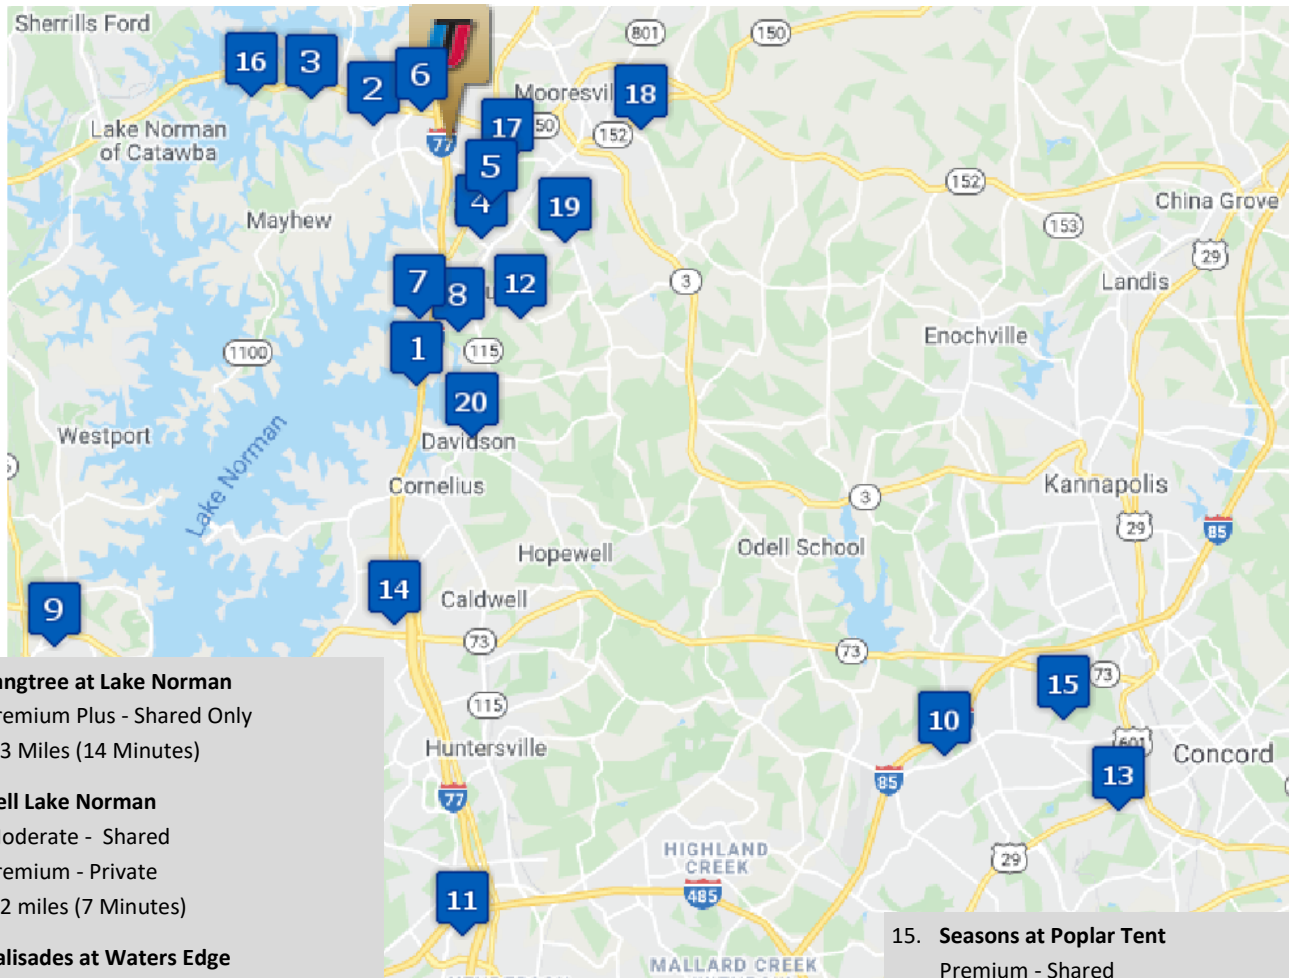 Sherrills Ford
801
150
16
3
2
6
Mooresvil
18
17
50
152
77
Lake Norman
of Catawba
5
4
19
152
China Grove
Mayhew
153
29
7
8
12
3
Landis
1
1100
115
Enochville
20
Westport
Davidson
Lake Norman
Cornelius
3
Kannapolis
29
85
Hopewell
Odell School
14
Caldwell
9
73
73
15
73
10
115
Huntersville
601
Concord
13
85
77
HIGHLAND
CREEK
29
485
11
MALLARD CREEK
angtree at Lake Norman
remium Plus - Shared Only
3 Miles (14 Minutes)
ell Lake Norman
oderate - Shared
remium - Private
2 miles (7 Minutes)
alisades at Waters Edge
15. Seasons at Poplar Tent
Premium - Shared